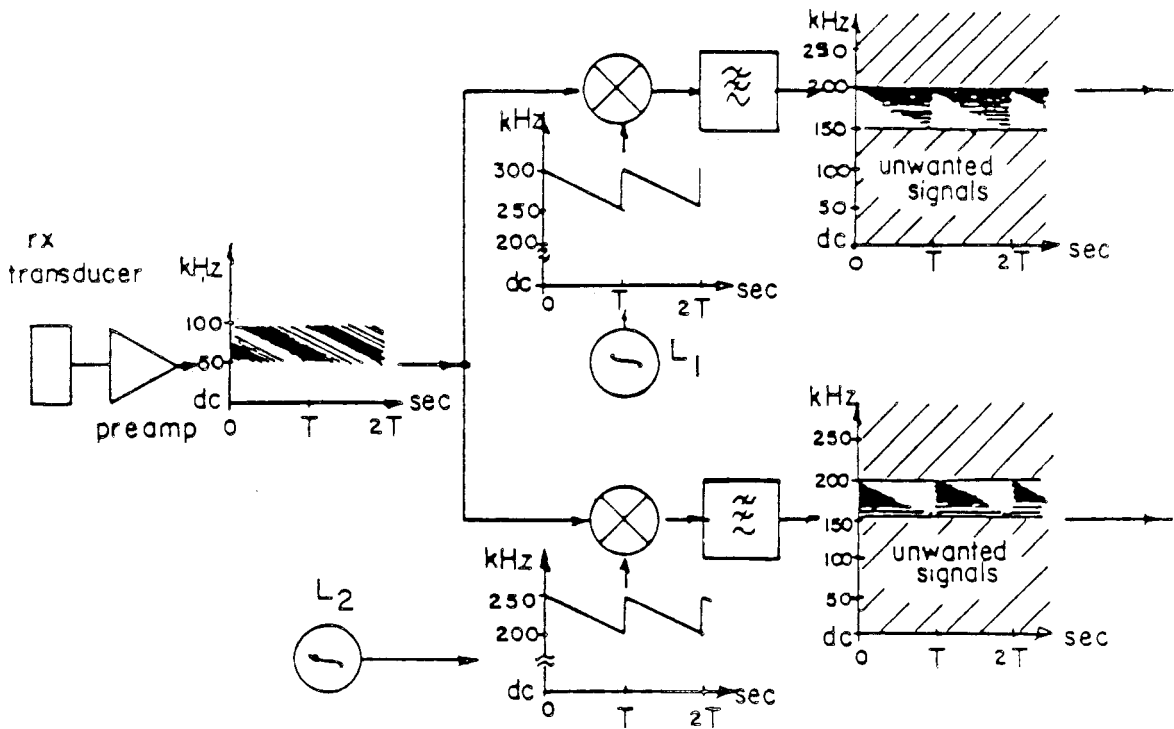 rx
transducer
preamp
kHz
100
50
dc
0
T
2T
sec
kHz
300
250
200
dc
0
T
2T
sec
L1
kHz
250
200
150
100
50
dc
0
T
2T
sec
unwanted
signals
L2
kHz
250
200
dc
0
T
2T
sec
kHz
250
200
150
100
50
dc
0
T
2T
sec
unwanted
signals